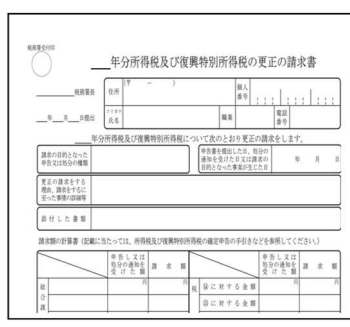 税務署受付印
年分所得税及び復興特別所得税の更正の請求書
税務署長
年 月 日提出
住所
(〒 － )
個人番号
フリガナ
氏名
職業
電話番号
年分所得税及び復興特別所得税について次のとおり更正の請求をします。
請求の目的となった
申告又は処分の種類
申告書を提出した日、処分の
通知を受けた日又は請求の
目的となった事実が生じた日
年 月 日
更正の請求をする
理由、請求をするに
至った事情の詳細等
添付した書類
請求額の計算書（記載に当たっては、所得税及び復興特別所得税の確定申告の手引きなどを参照してください。）
申告し又は
処分の通知を
受けた額
請求額
申告し又は
処分の通知を
受けた額
請求額
総合課
円
円
税
に対する金額
円
円
に対する金額